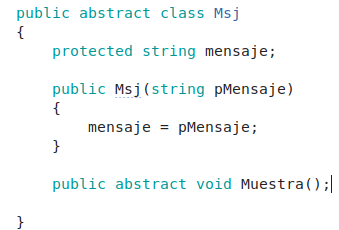 public abstract class Msj
{
    protected string mensaje;

    public Msj(string pMensaje)
    {
        mensaje = pMensaje;
    }

    public abstract void Muestra();

}